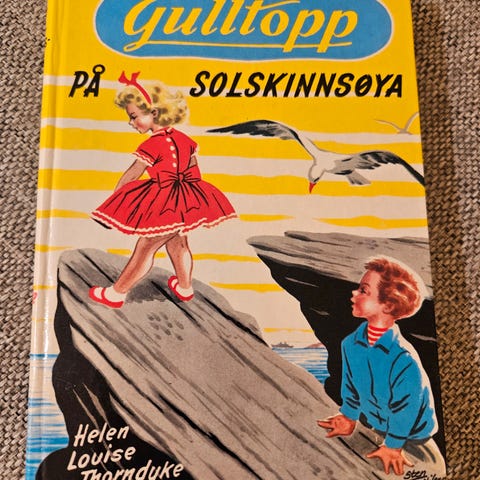 Gulltopp
PÅ SOLSKINNSØYA
Helen
Louise
Thorndyke